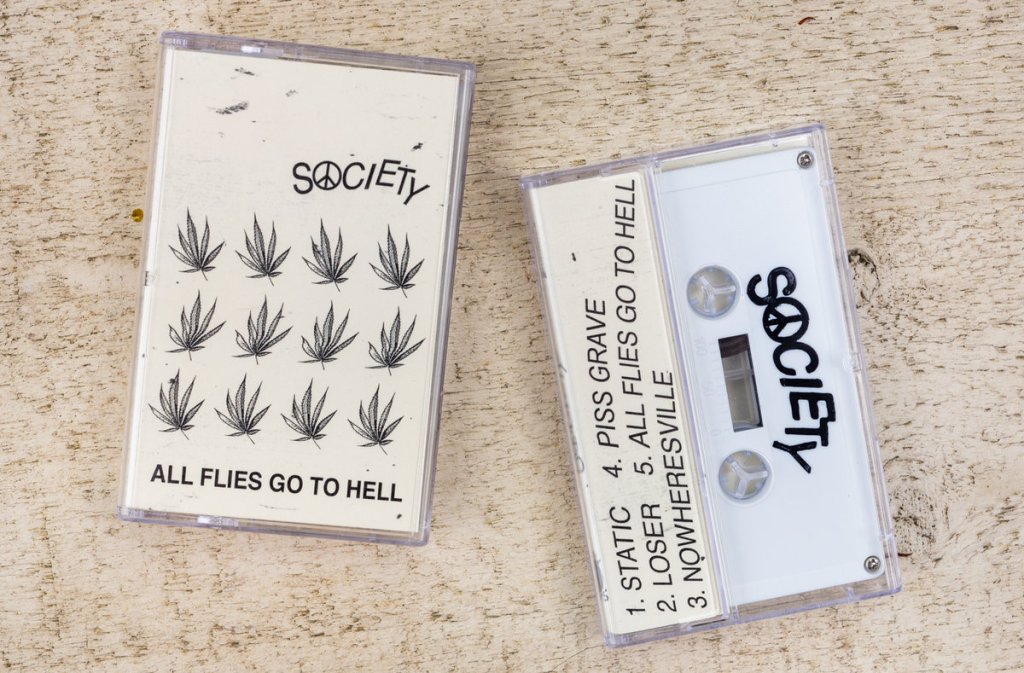 SOCIETY
ALL FLIES GO TO HELL
1. STATIC 4. PISS GRAVE
2. LOSER 5. ALL FLIES GO TO HELL
3. NOWHERESVILLE
SOCIETY